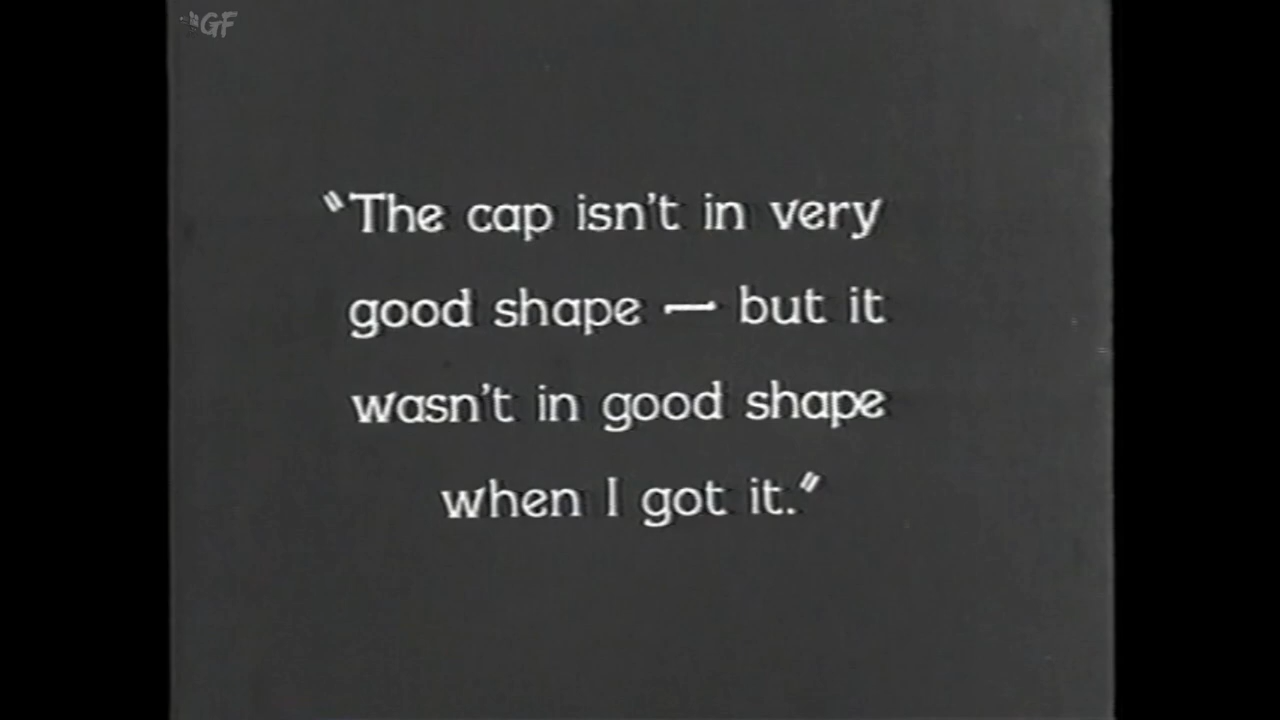 GF
"The cap isn't in very
good shape — but it
wasn't in good shape
when I got it."